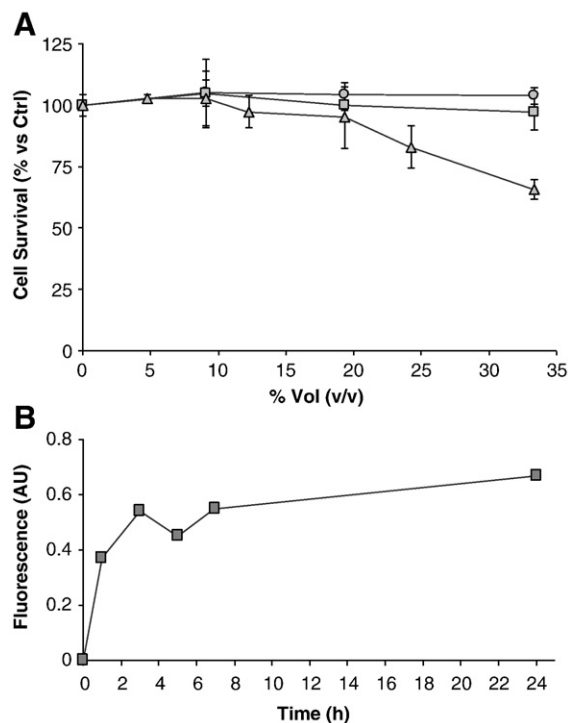 A
Cell Survival (% vs Ctrl)
125
100
75
50
25
0
0 5 10 15 20 25 30 35
% Vol (v/v)
B
Fluorescence (AU)
0.8
0.6
0.4
0.2
0
0 2 4 6 8 10 12 14 16 18 20 22 24
Time (h)